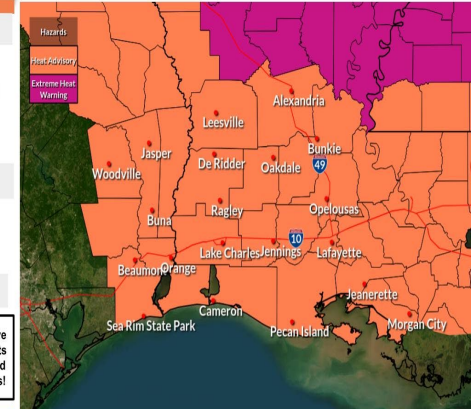 Hazards
Heat Advisory
Extreme Heat
Warning
Alexandria
Leesville
Jasper
Bunkie
Woodville
De Ridder
Oakdale
49
Ragley
Opelousas
Buna
10
Lake Charles
Jennings
Lafayette
Beaumont
Orange
Jeanerette
Cameron
Morgan City
Sea Rim State Park
Pecan Island